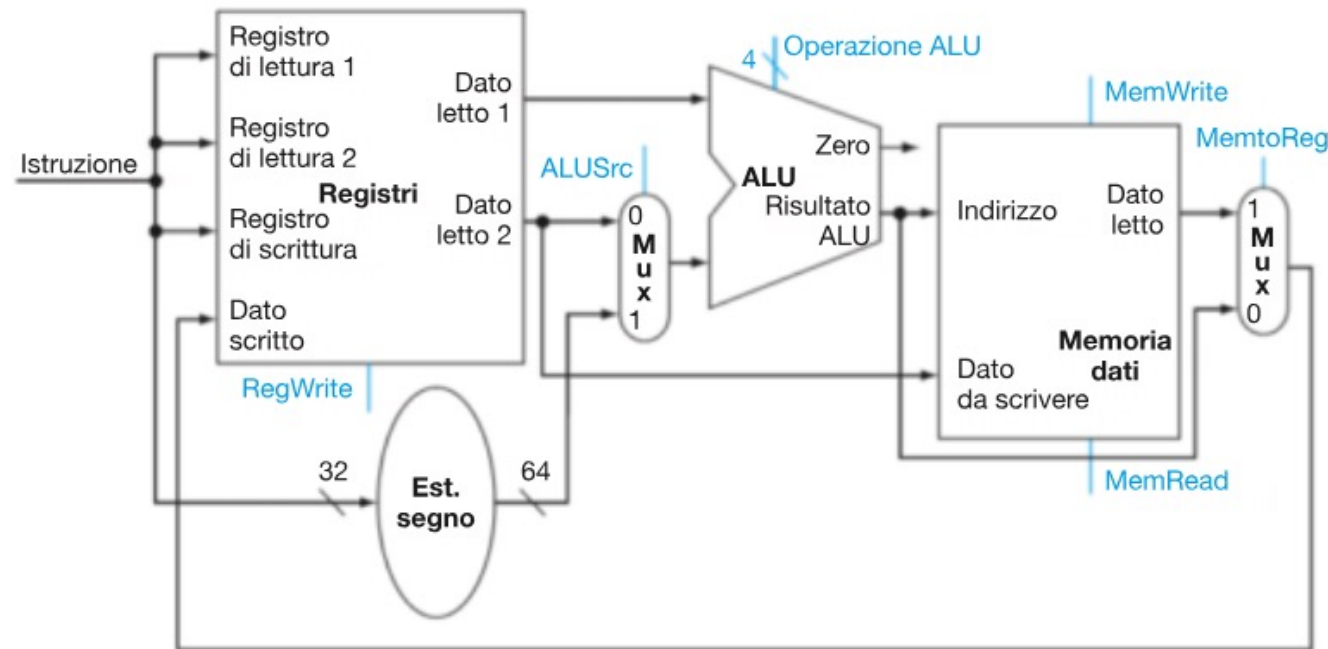 Istruzione
Registro
di lettura 1
Registro
di lettura 2
Registro
di scrittura
Dato
scritto
Registri
Dato
letto 1
Dato
letto 2
RegWrite
32
Est.
segno
64
ALUSrc
0
M
u
x
1
4
Operazione ALU
ALU
Zero
Risultato
ALU
MemWrite
Indirizzo
Dato
letto
Memoria
dati
Dato
da scrivere
MemRead
MemtoReg
1
M
u
x
0